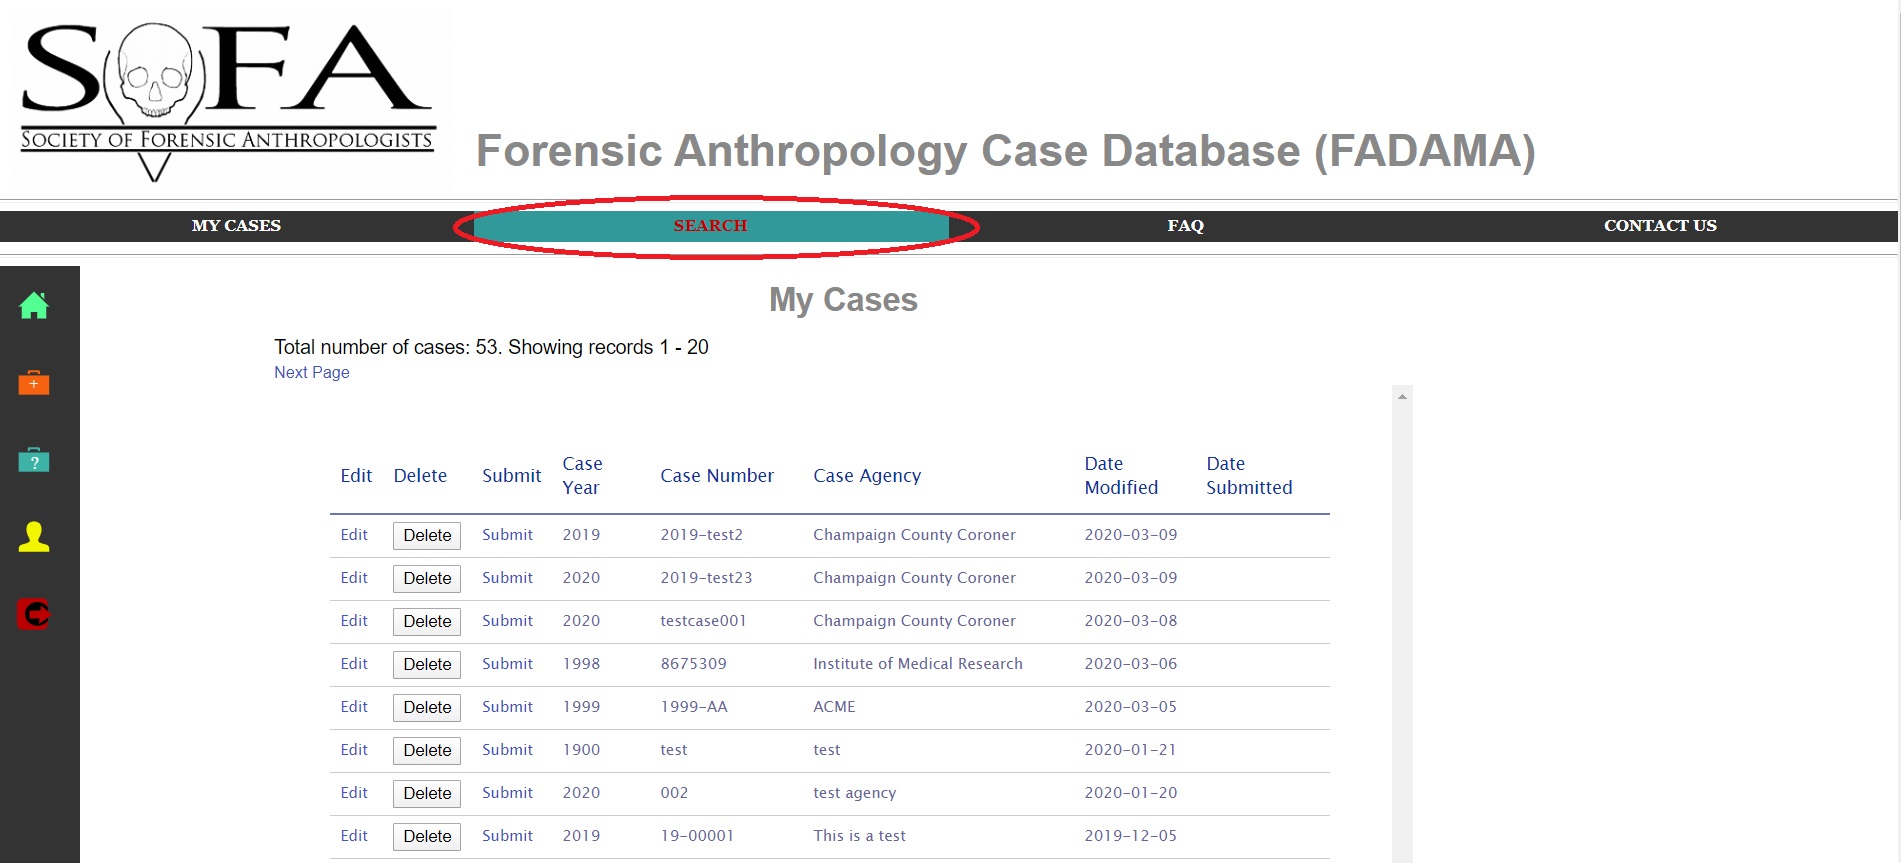 SOFA
SOCIETY OF FORENSIC ANTHROPOLOGISTS
Forensic Anthropology Case Database (FADAMA)
MY CASES SEARCH FAQ CONTACT US
My Cases
Total number of cases: 53. Showing records 1 - 20
Next Page
Edit Delete Submit Case Year Case Number Case Agency Date Modified Date Submitted
Edit Delete Submit 2019 2019-test2 Champaign County Coroner 2020-03-09
Edit Delete Submit 2020 2019-test23 Champaign County Coroner 2020-03-09
Edit Delete Submit 2020 testcase001 Champaign County Coroner 2020-03-08
Edit Delete Submit 1998 8675309 Institute of Medical Research 2020-03-06
Edit Delete Submit 1999 1999-AA ACME 2020-03-05
Edit Delete Submit 1900 test test 2020-01-21
Edit Delete Submit 2020 002 test agency 2020-01-20
Edit Delete Submit 2019 19-00001 This is a test 2019-12-05